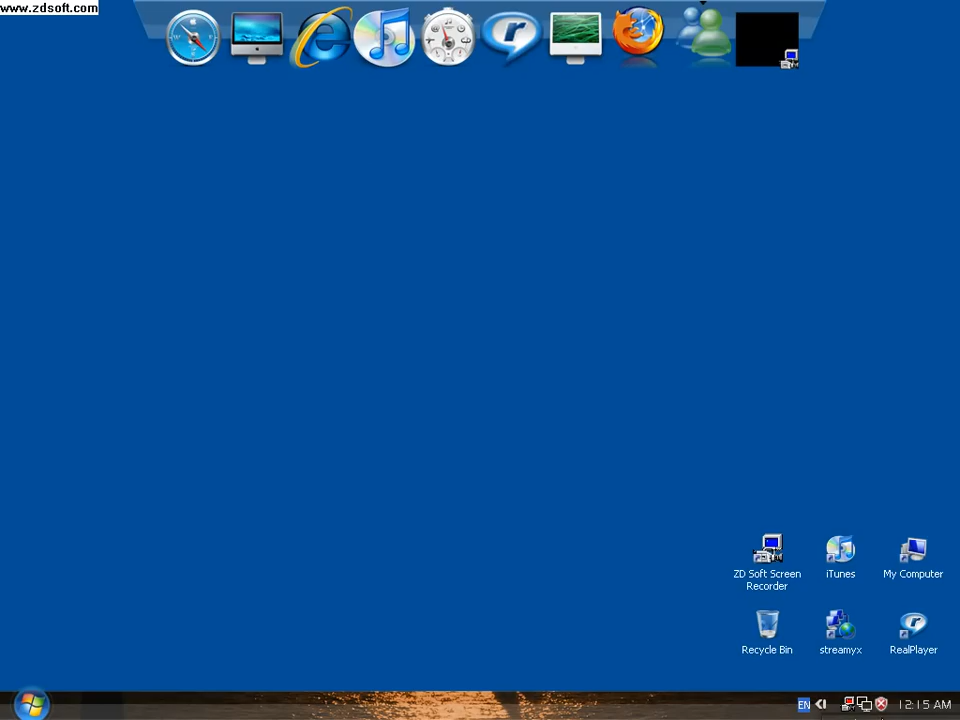 www.zdsoft.com
ZD Soft Screen
Recorder
iTunes
My Computer
Recycle Bin
streamyx
RealPlayer
EN
12:15 AM